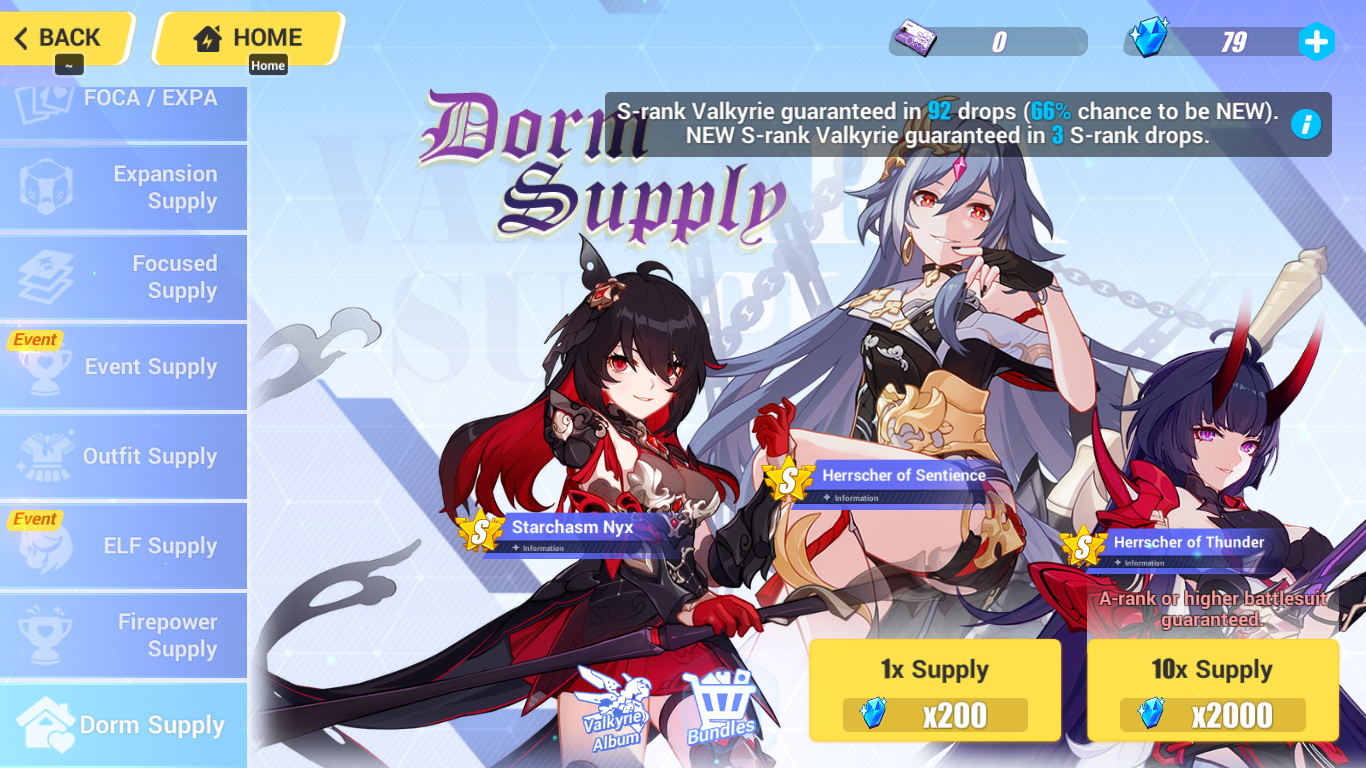 BACK
~
HOME
Home
0
79
FOCA / EXPA
Expansion
Supply
Focused
Supply
Event
Event Supply
Outfit Supply
Event
ELF Supply
Firepower
Supply
Dorm Supply
Dorm
Supply
S-rank Valkyrie guaranteed in 92 drops (66% chance to be NEW).
NEW S-rank Valkyrie guaranteed in 3 S-rank drops.
i
S
Herrscher of Sentience
Information
S
Starchasm Nyx
Information
S
Herrscher of Thunder
Information
A-rank or higher battlesuit
guaranteed.
Valkyrie
Album
Bundles
1x Supply
x200
10x Supply
x2000